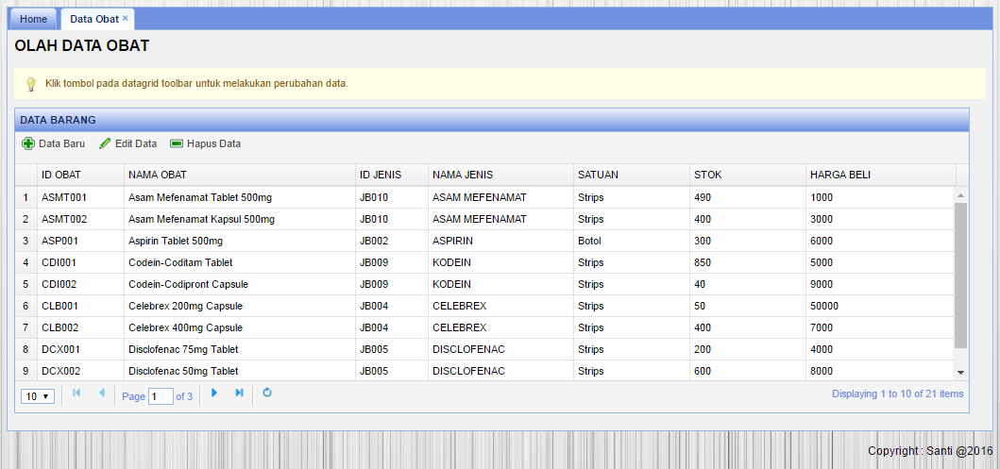 Home Data Obat ×
OLAH DATA OBAT
Klik tombol pada datagrid toolbar untuk melakukan perubahan data.
DATA BARANG
Data Baru Edit Data Hapus Data
ID OBAT NAMA OBAT ID JENIS NAMA JENIS SATUAN STOK HARGA BELI
1 ASMT001 Asam Mefenamat Tablet 500mg JB010 ASAM MEFENAMAT Strips 490 1000
2 ASMT002 Asam Mefenamat Kapsul 500mg JB010 ASAM MEFENAMAT Strips 400 3000
3 ASP001 Aspirin Tablet 500mg JB002 ASPIRIN Botol 300 6000
4 CDI001 Codein-Coditam Tablet JB009 KODEIN Strips 850 5000
5 CDI002 Codein-Codipront Capsule JB009 KODEIN Strips 40 9000
6 CLB001 Celebrex 200mg Capsule JB004 CELEBREX Strips 50 50000
7 CLB002 Celebrex 400mg Capsule JB004 CELEBREX Strips 400 7000
8 DCX001 Disclofenac 75mg Tablet JB005 DISCLOFENAC Strips 200 4000
9 DCX002 Disclofenac 50mg Tablet JB005 DISCLOFENAC Strips 600 8000
10 Page 1 of 3 Displaying 1 to 10 of 21 items
Copyright : Santi @2016